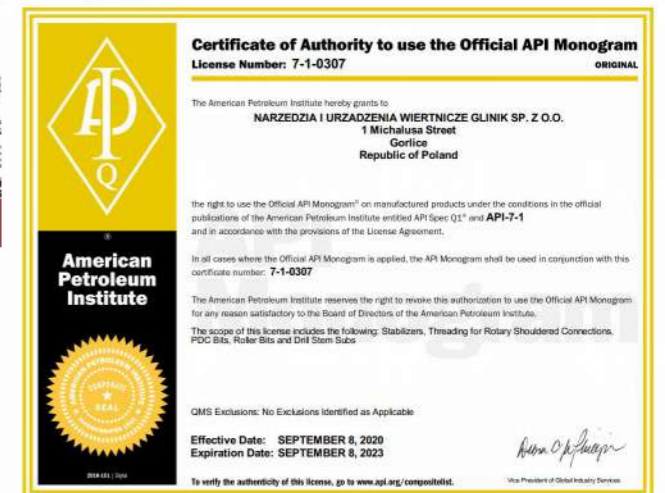 Certificate of Authority to use the Official API Monogram
License Number: 7-1-0307
ORIGINAL
The American Petroleum Institute hereby grants to
NARZEDZIA I URZADZENIA WIERTNICZE GLINIK SP. Z O.O.
1 Michalusa Street
Gorlice
Republic of Poland
the right to use the Official API Monogram® on manufactured products under the conditions in the official
publications of the American Petroleum Institute entitled API Spec Q1® and API-7-1
and in accordance with the provisions of the License Agreement.
In all cases where the Official API Monogram is applied, the API Monogram shall be used in conjunction with this
certificate number: 7-1-0307
The American Petroleum Institute reserves the right to revoke this authorization to use the Official API Monogram
for any reason satisfactory to the Board of Directors of the American Petroleum Institute.
The scope of this license includes the following: Stabilizers, Threading for Rotary Shouldered Connections,
PDC Bits, Roller Bits and Drill Stem Subs
QMS Exclusions: No Exclusions Identified as Applicable
Effective Date: SEPTEMBER 8, 2020
Expiration Date: SEPTEMBER 8, 2023
To verify the authenticity of this license, go to www.api.org/compositelist.
Vice President of Global Industry Services
API
Q
®
American
Petroleum
Institute
CORPORATE
SEAL
2018-151 | Digital